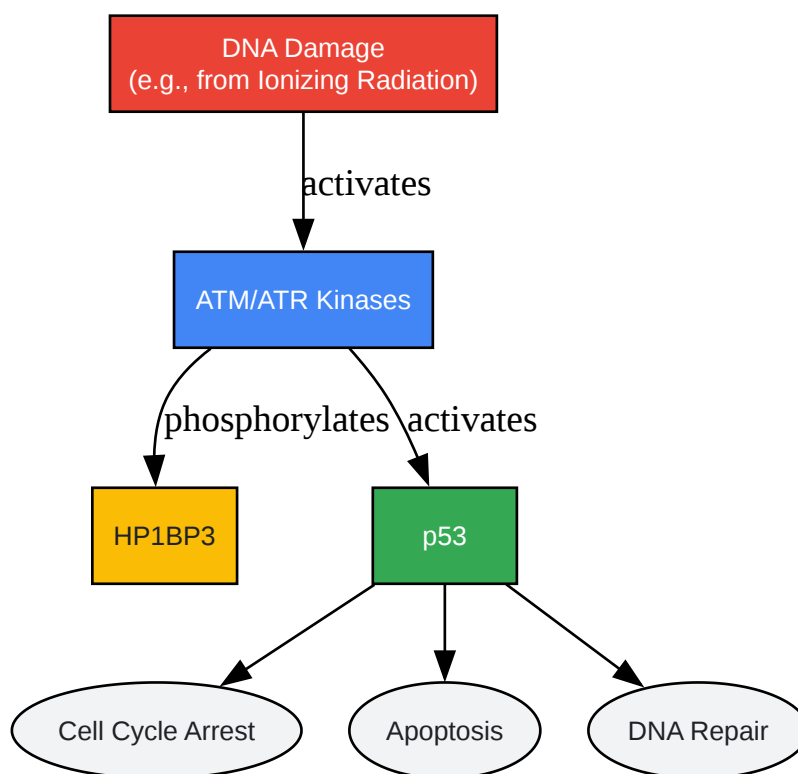 DNA Damage
(e.g., from Ionizing Radiation)
activates
ATM/ATR Kinases
phosphorylates
activates
HP1BP3
p53
Cell Cycle Arrest
Apoptosis
DNA Repair